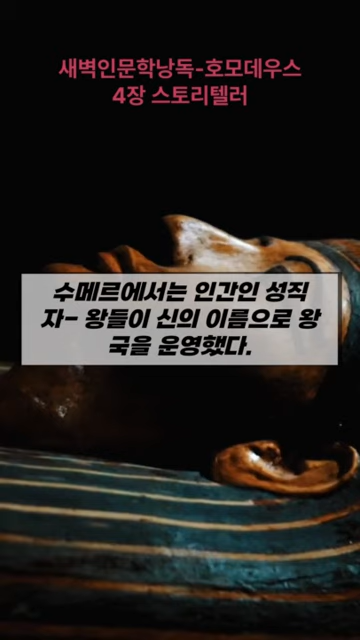 새벽인문학낭독-호모데우스
4장 스토리텔러
수메르에서는 인간인 성직
자- 왕들이 신의 이름으로 왕
국을 운영했다.